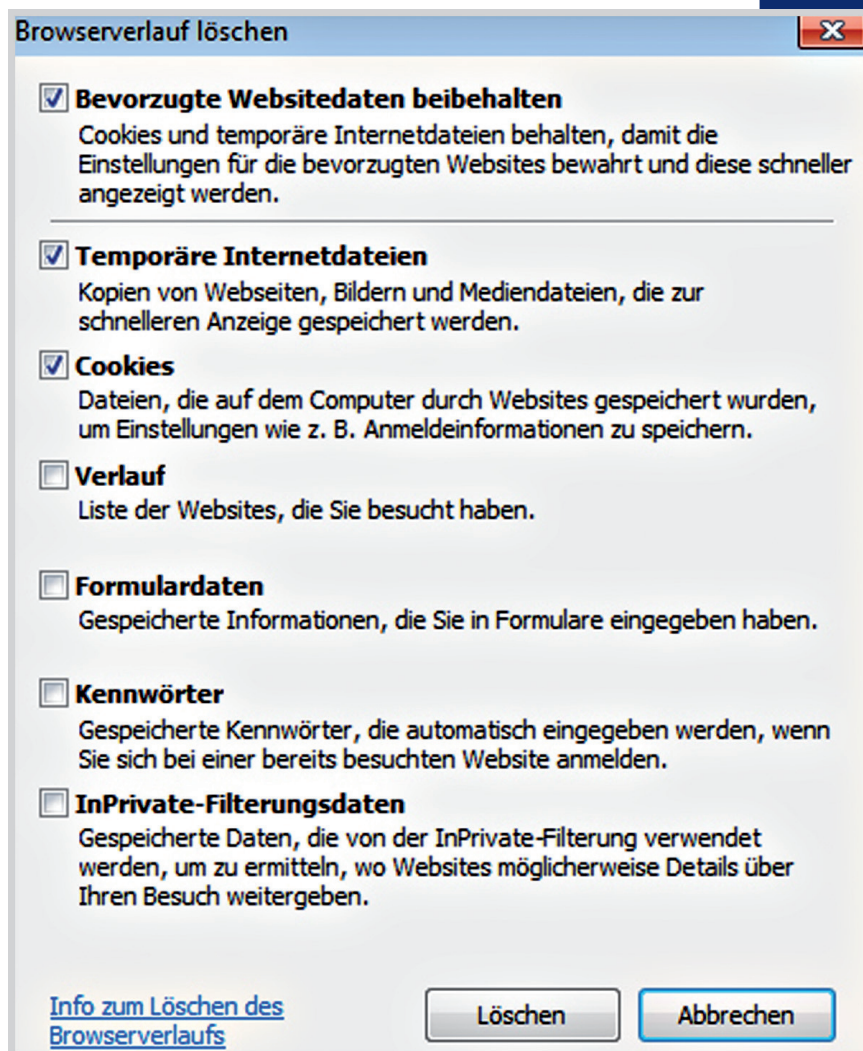 Browserverlauf löschen
Bevorzugte Websitedaten beibehalten
Cookies und temporäre Internetdateien behalten, damit die
Einstellungen für die bevorzugten Websites bewahrt und diese schneller
angezeigt werden.
Temporäre Internetdateien
Kopien von Webseiten, Bildern und Mediendateien, die zur
schnelleren Anzeige gespeichert werden.
Cookies
Dateien, die auf dem Computer durch Websites gespeichert wurden,
um Einstellungen wie z. B. Anmeldeinformationen zu speichern.
Verlauf
Liste der Websites, die Sie besucht haben.
Formulardaten
Gespeicherte Informationen, die Sie in Formulare eingegeben haben.
Kennwörter
Gespeicherte Kennwörter, die automatisch eingegeben werden, wenn
Sie sich bei einer bereits besuchten Website anmelden.
InPrivate-Filterungsdaten
Gespeicherte Daten, die von der InPrivate-Filterung verwendet
werden, um zu ermitteln, wo Websites möglicherweise Details über
Ihren Besuch weitergeben.
Info zum Löschen des
Browserverlaufs
Löschen
Abbrechen